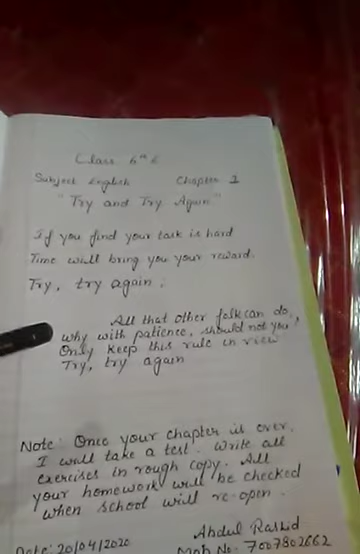 Class 6th E
Subject English Chapter 1
"Try and Try Again"
If you find your task is hard
Time will bring you your reward.
Try, try again;
All that other folk can do,
why with patience, should not you?
Only keep this rule in view
Try, try again
Note: Once your chapter is over.
I will take a test. Write all
exercises in rough copy. All
your homework will be checked
when school will re-open.
Abdul Rashid
Date: 20/04/2020
Mob No: 7007802662